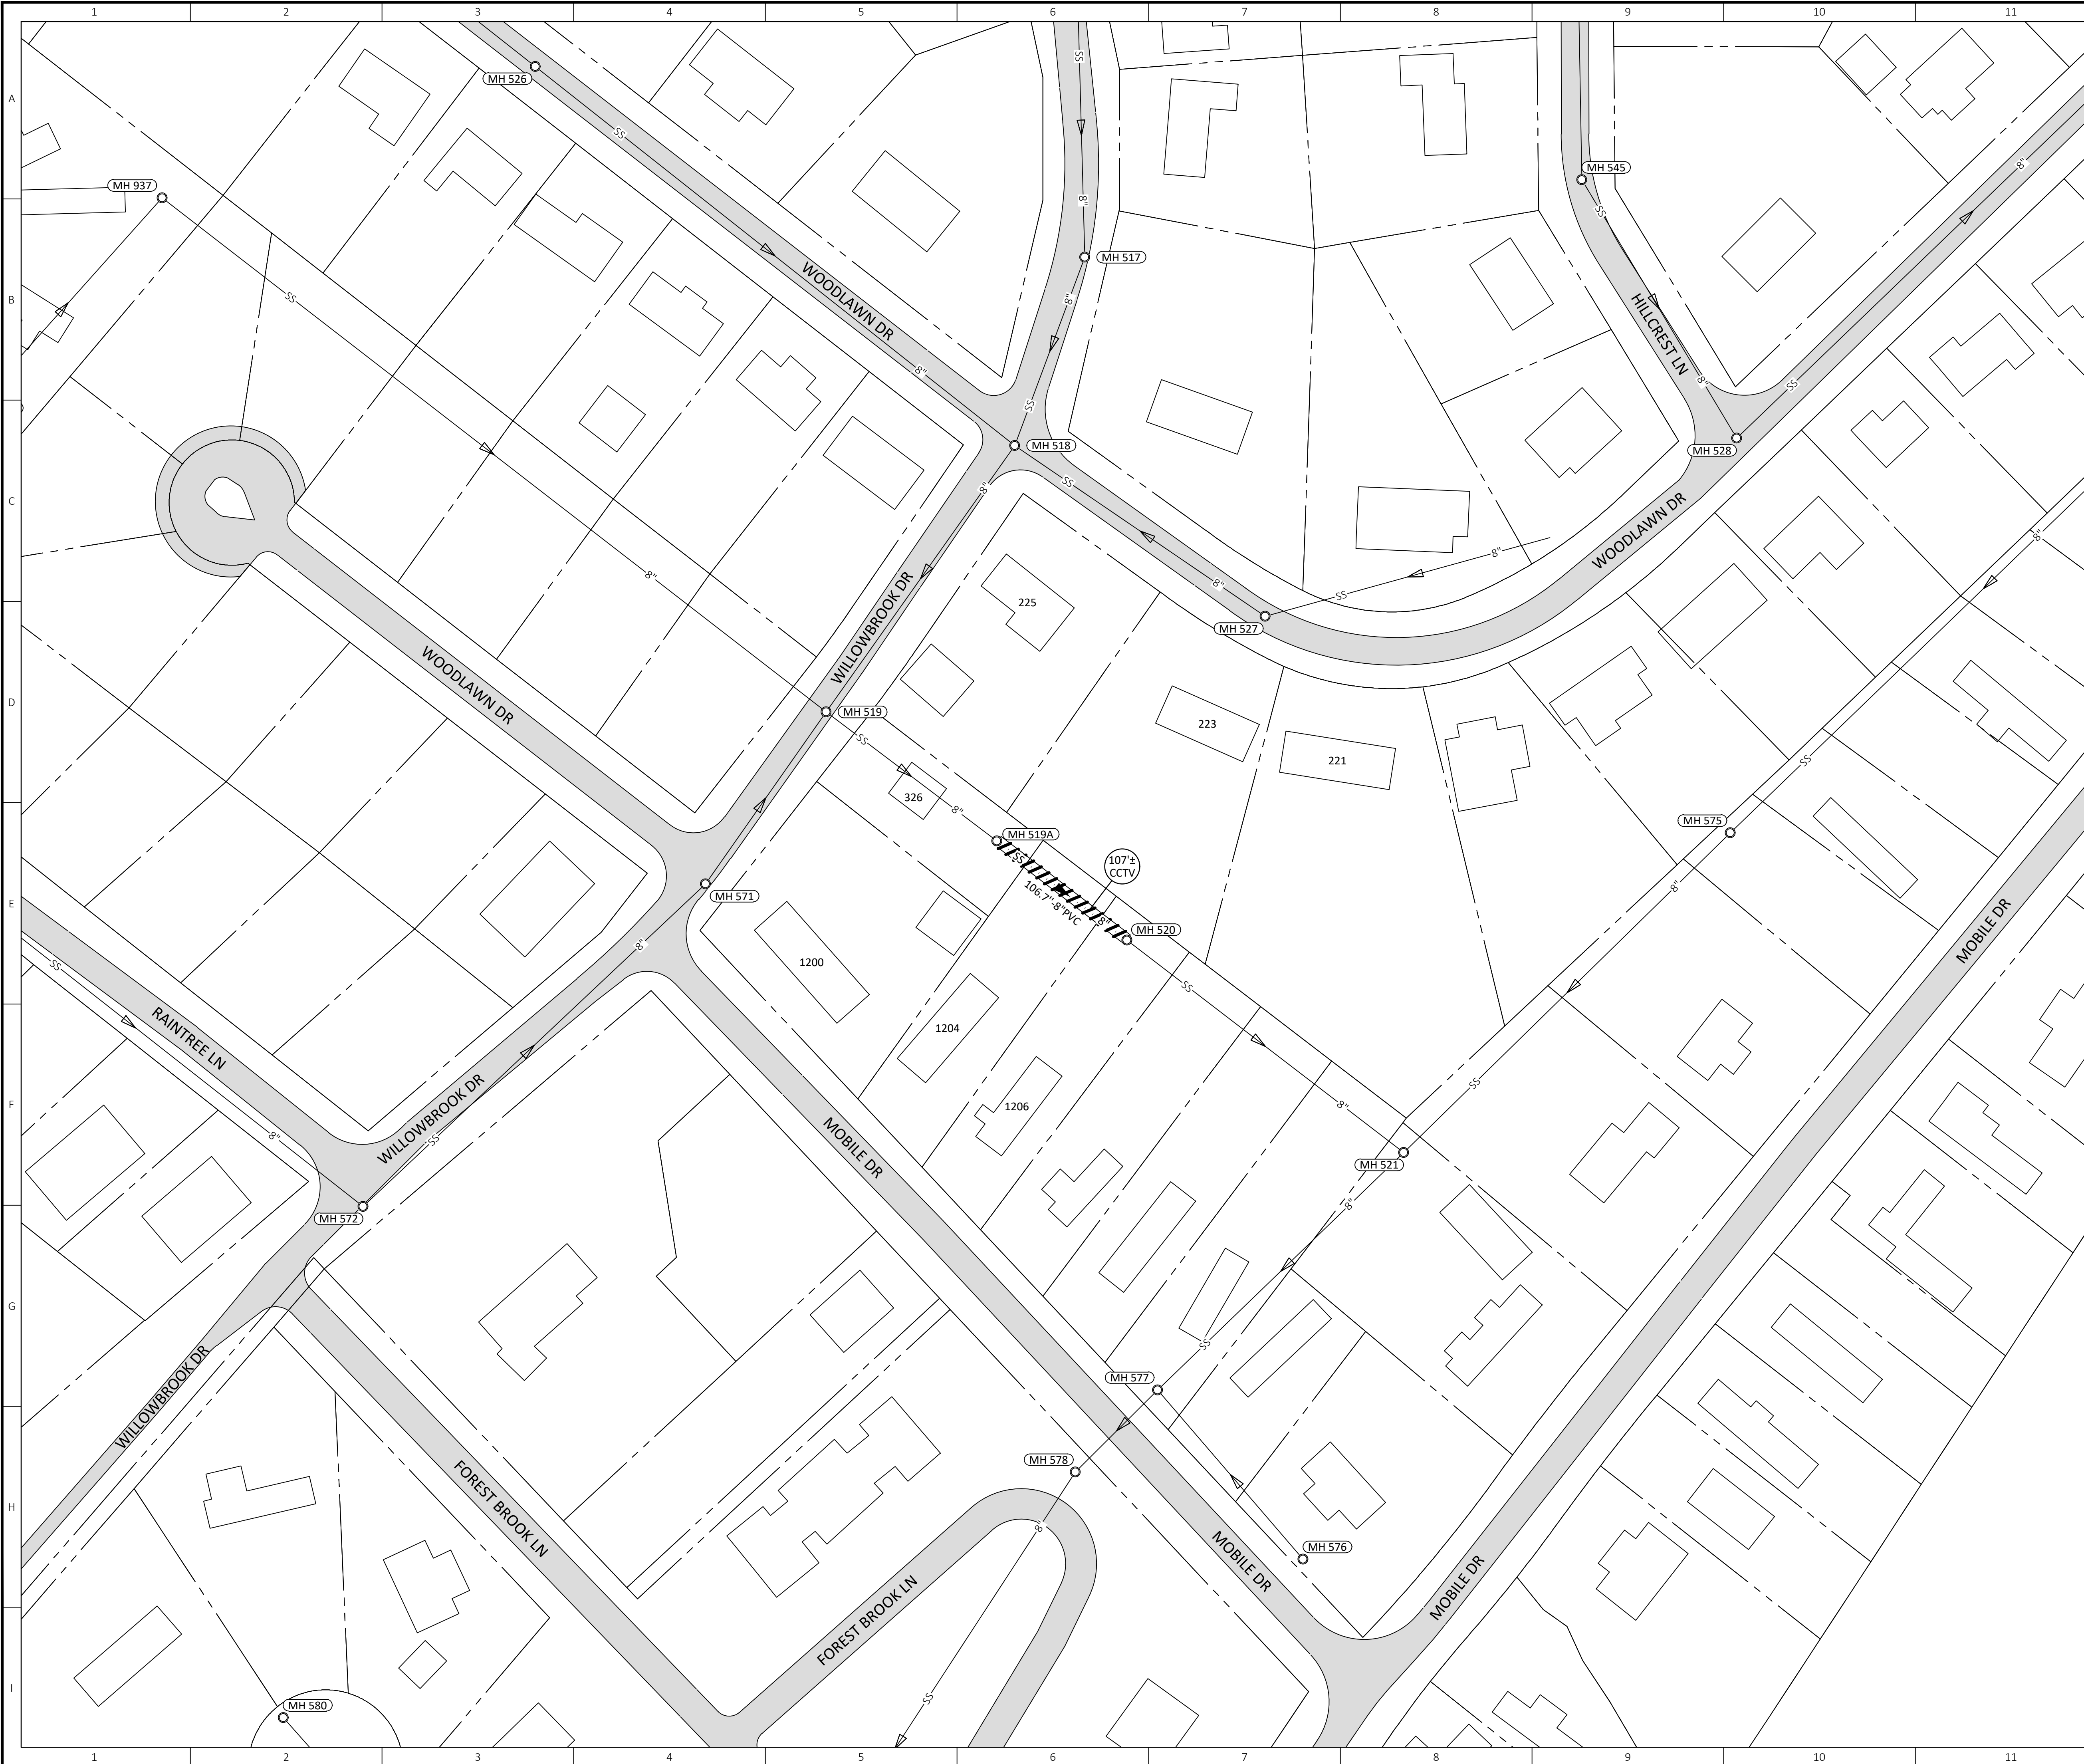 1 2 3 4 5 6 7 8 9 10 11
A
B
C
D
E
F
G
H
I
MH 526
SS
SS
MH 937
8"
MH 545
SS
8"
MH 517
SS
WOODLAWN DR
8"
HILLCREST LN
8"
8"
SS
SS
MH 518
MH 528
8"
SS
WOODLAWN DR
8"
8"
SS
8"
8"
MH 527
WILLOWBROOK DR
225
WOODLAWN DR
MH 519
SS
223
221
SS
326
8"
MH 519A
SS
107'±
CCTV
106.7"-8"PVC
8"
MH 520
MH 575
8"
MH 571
8"
1200
SS
MOBILE DR
SS
RAINTREE LN
1204
SS
WILLOWBROOK DR
SS
8"
1206
8"
MOBILE DR
MH 521
8"
MH 572
SS
MH 577
WILLOWBROOK DR
MH 578
8"
FOREST BROOK LN
MH 576
MOBILE DR
MOBILE DR
FOREST BROOK LN
SS
MH 580
1 2 3 4 5 6 7 8 9 10 11